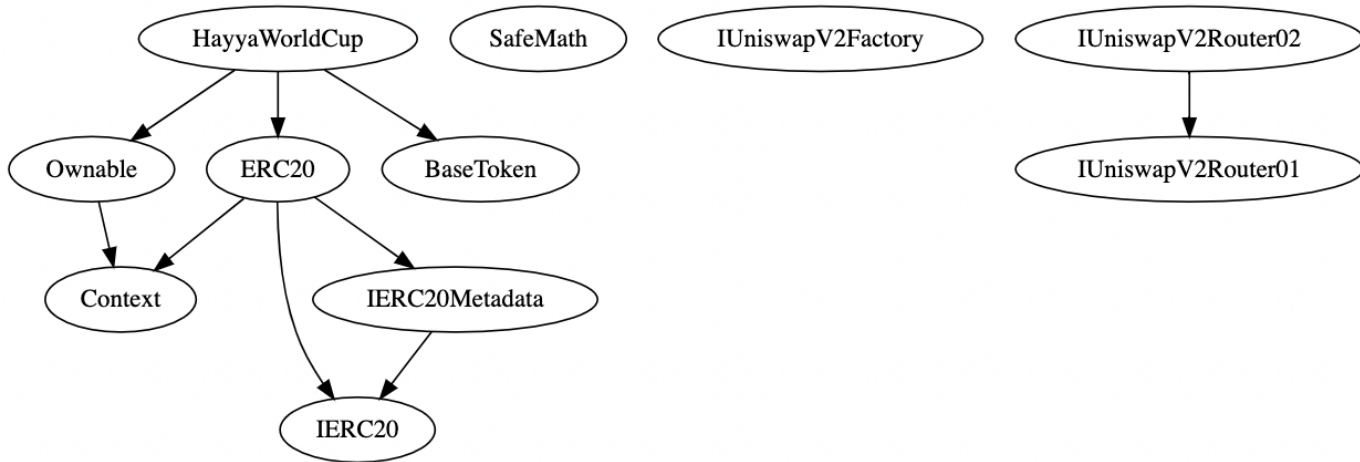 HayyaWorldCup
SafeMath
IUniswapV2Factory
IUniswapV2Router02
Ownable
ERC20
BaseToken
IUniswapV2Router01
Context
IERC20Metadata
IERC20